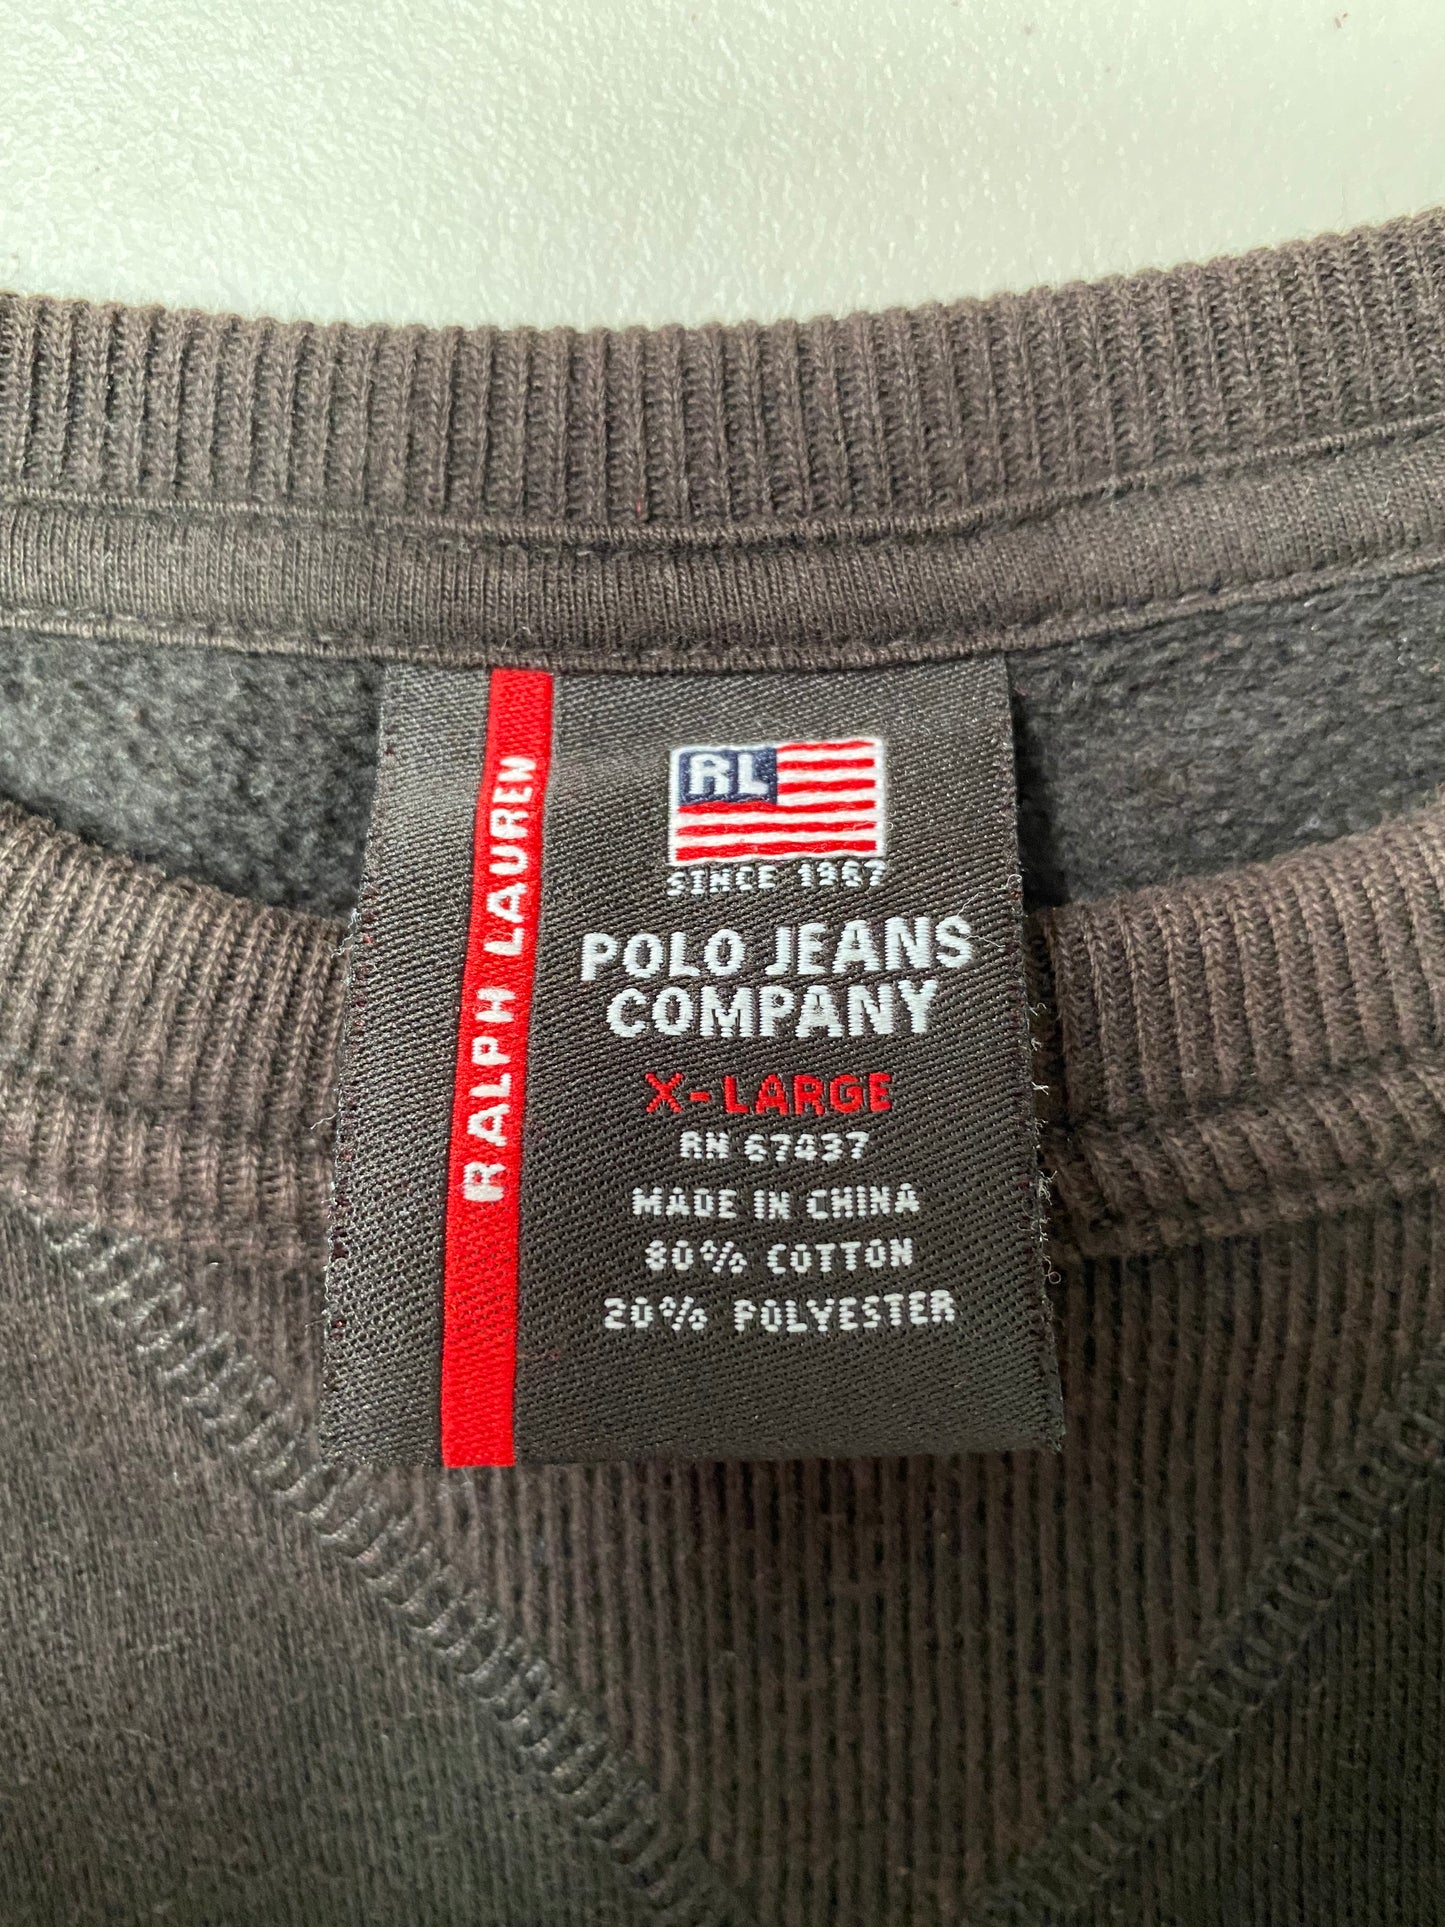 RALPH LAUREN
RL
SINCE 1967
POLO JEANS
COMPANY
X-LARGE
RN 67437
MADE IN CHINA
80% COTTON
20% POLYESTER